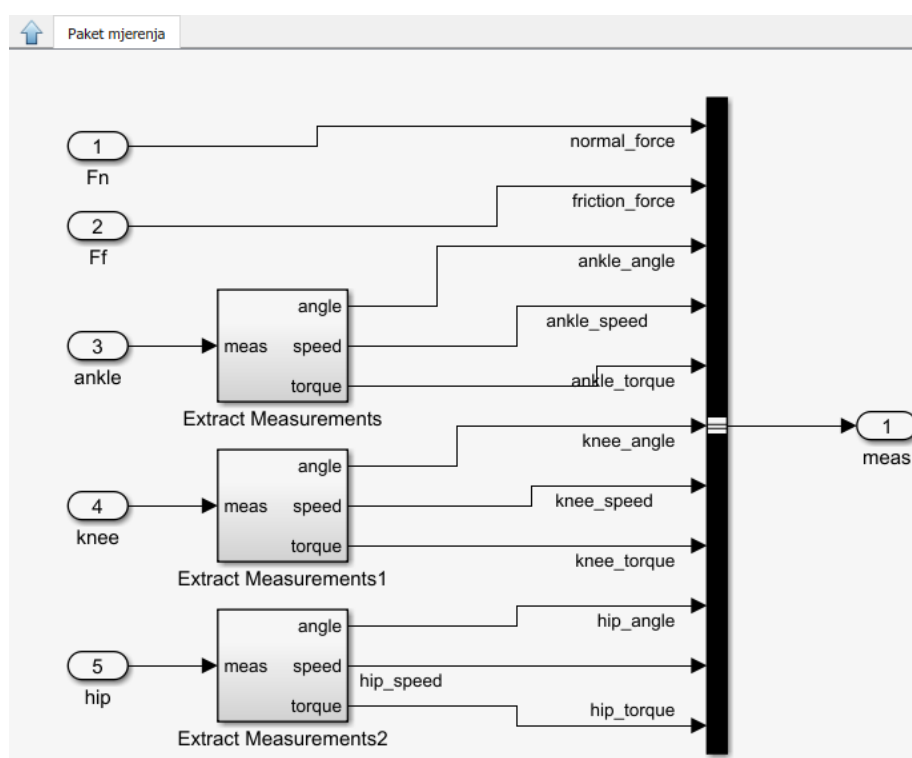 Paket mjerenja
1
Fn
normal_force
2
Ff
friction_force
ankle_angle
angle
ankle_speed
3
ankle
meas
speed
torque
ankle_torque
Extract Measurements
knee_angle
1
meas
angle
4
knee
meas
speed
knee_speed
torque
knee_torque
Extract Measurements1
angle
hip_angle
5
hip
meas
speed
hip_speed
torque
hip_torque
Extract Measurements2